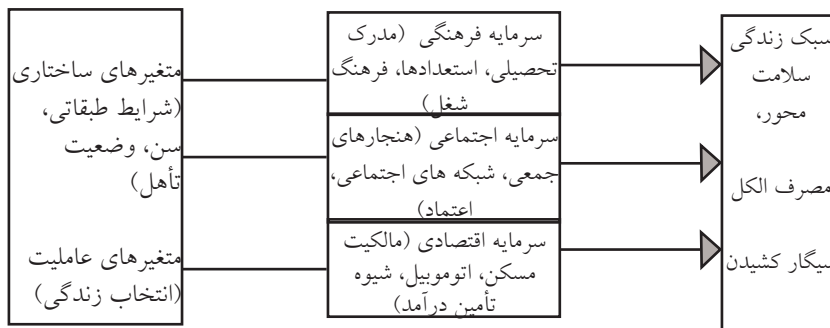 سبک زندگی
سلامت
محور،
مصرف الکل
سیگار کشیدن
سرمایه فرهنگی (مدرک
تحصیلی، استعدادها، فرهنگ
شغل)
سرمایه اجتماعی (هنجارهای
جمعی، شبکه های اجتماعی،
اعتماد)
سرمایه اقتصادی (مالکیت
مسکن، اتوموبیل، شیوه
تأمین درآمد)
متغیرهای ساختاری
(شرایط طبقاتی،
سن، وضعیت
تأهل)
متغیرهای عاملیت
(انتخاب زندگی)